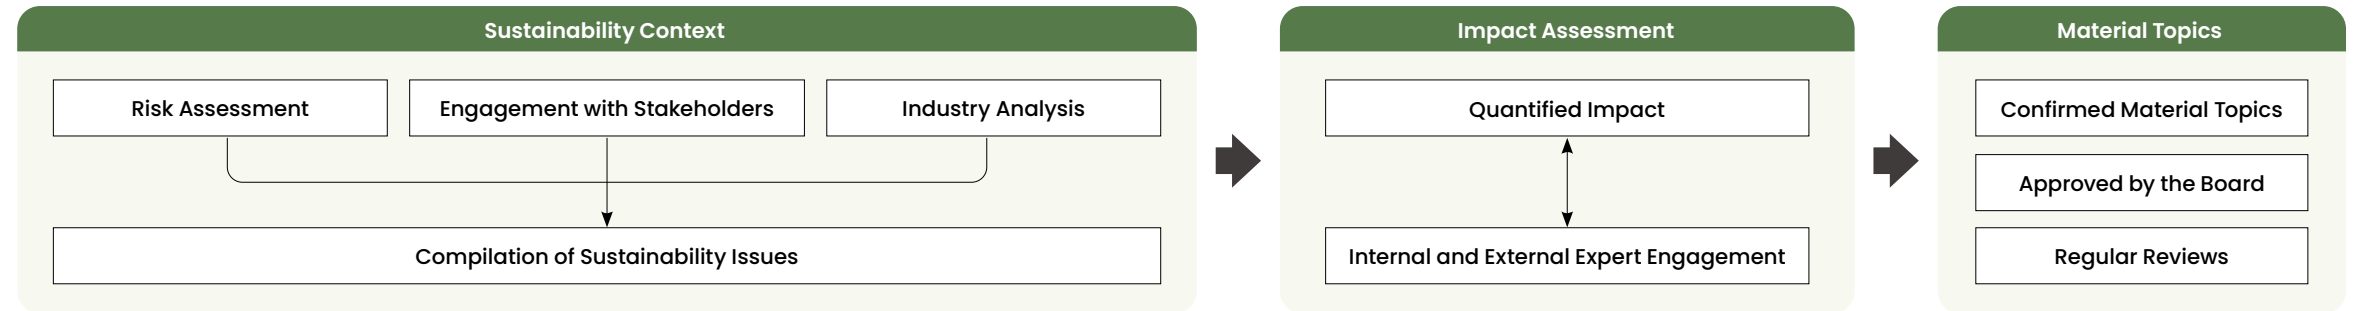 Sustainability Context
Risk Assessment
Engagement with Stakeholders
Industry Analysis
Compilation of Sustainability Issues
Impact Assessment
Quantified Impact
Internal and External Expert Engagement
Material Topics
Confirmed Material Topics
Approved by the Board
Regular Reviews